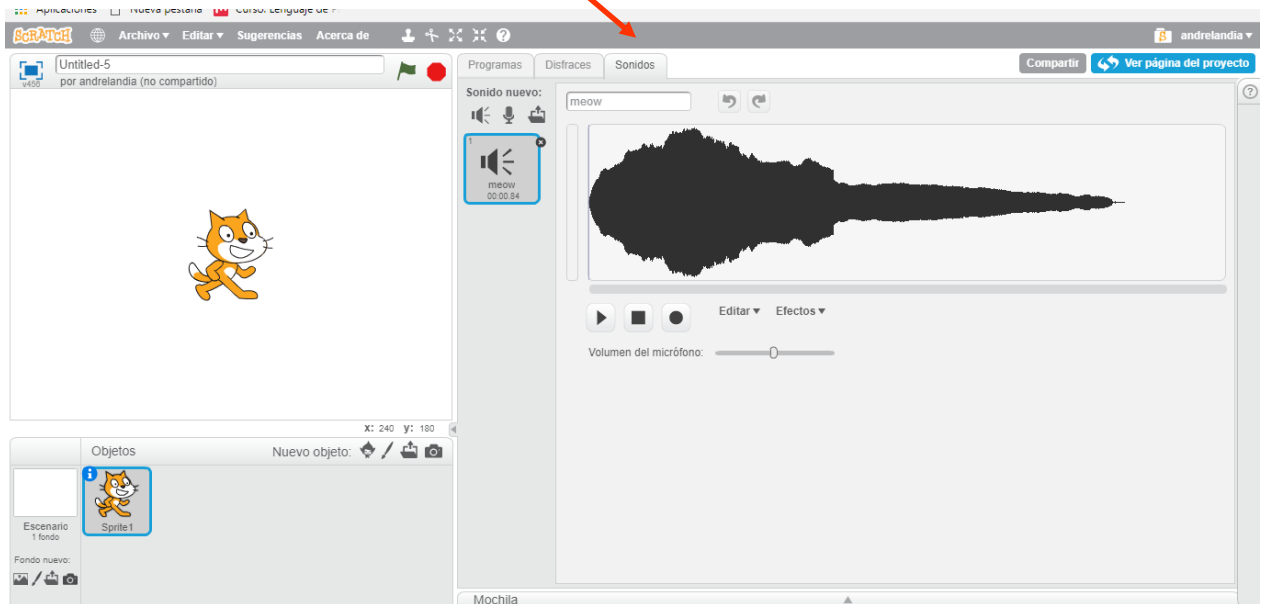 Aplicaciones Nueva pestaña Curso: Lenguaje de
SCRATCH Archivo Editar Sugerencias Acerca de andrelandia
Untitled-5
por andrelandia (no compartido)
v456
Programas Disfraces Sonidos
Compartir Ver página del proyecto
Sonido nuevo:
meow
1
meow
00:00.84
Editar Efectos
Volumen del micrófono:
X: 240 y: 180
Objetos Nuevo objeto:
Sprite1
Escenario
1 fondo
Fondo nuevo:
Mochila